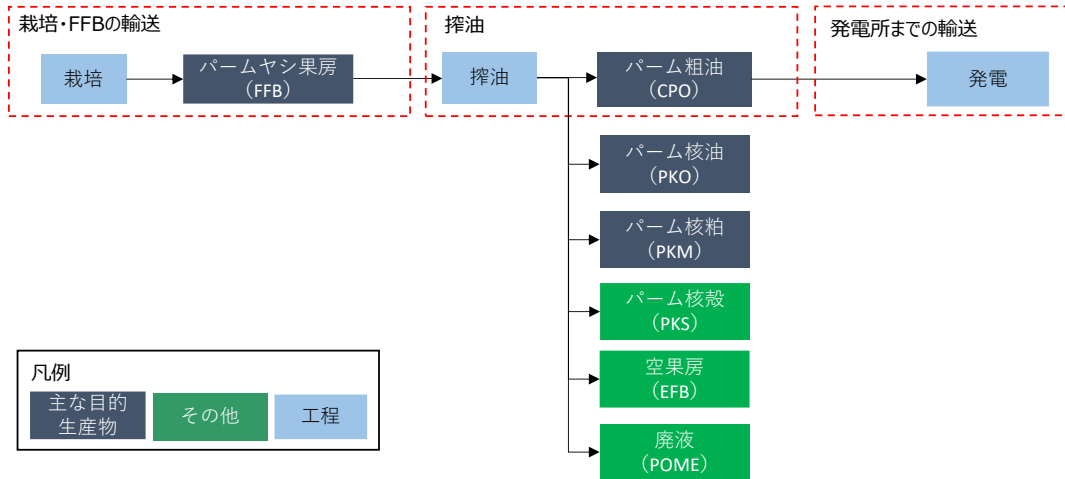 栽培・FFBの輸送
搾油
発電所までの輸送
栽培
パームヤシ果房
（FFB）
搾油
パーム粗油
（CPO）
発電
パーム核油
（PKO）
パーム核粕
（PKM）
パーム核殻
（PKS）
空果房
（EFB）
廃液
（POME）
凡例
主な目的
生産物
その他
工程